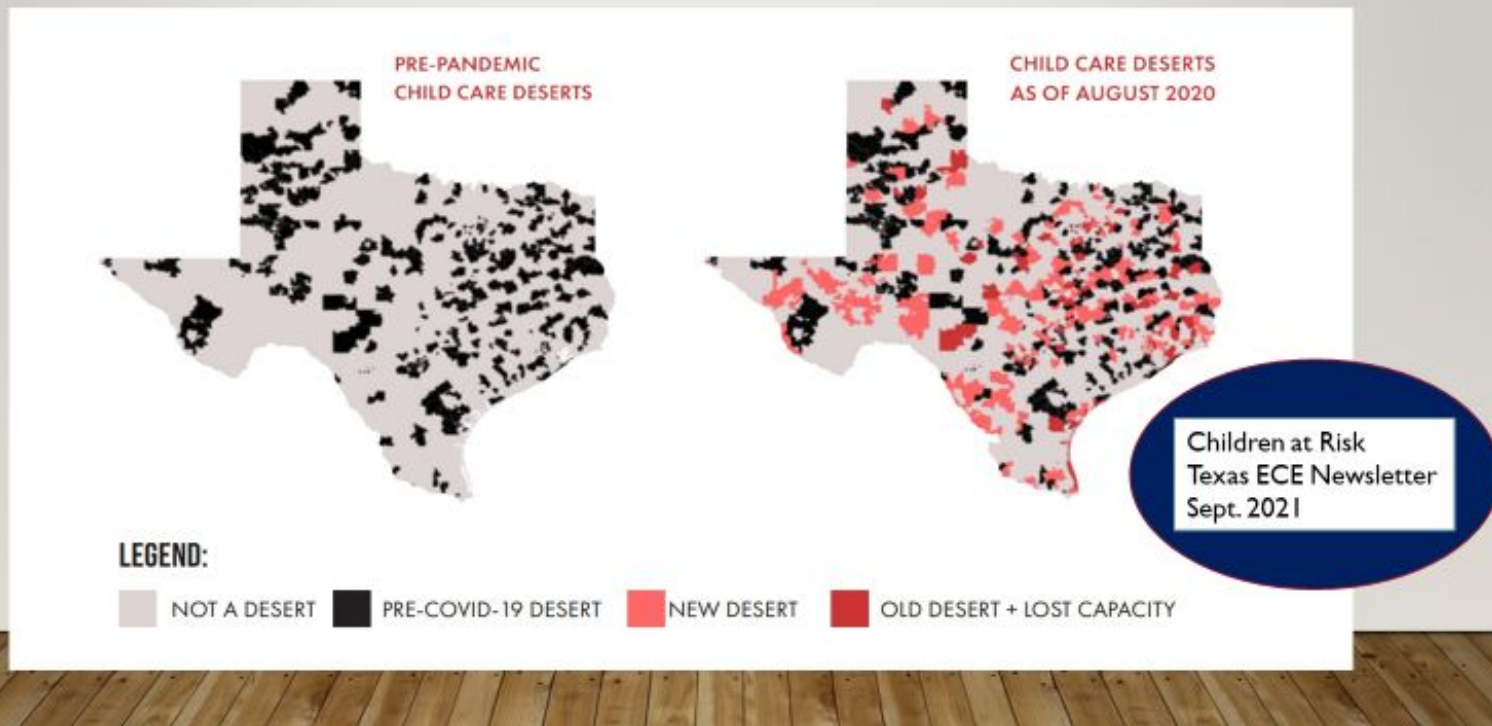 PRE-PANDEMIC
CHILD CARE DESERTS
CHILD CARE DESERTS
AS OF AUGUST 2020
Children at Risk
Texas ECE Newsletter
Sept. 2021
LEGEND:
NOT A DESERT
PRE-COVID-19 DESERT
NEW DESERT
OLD DESERT + LOST CAPACITY